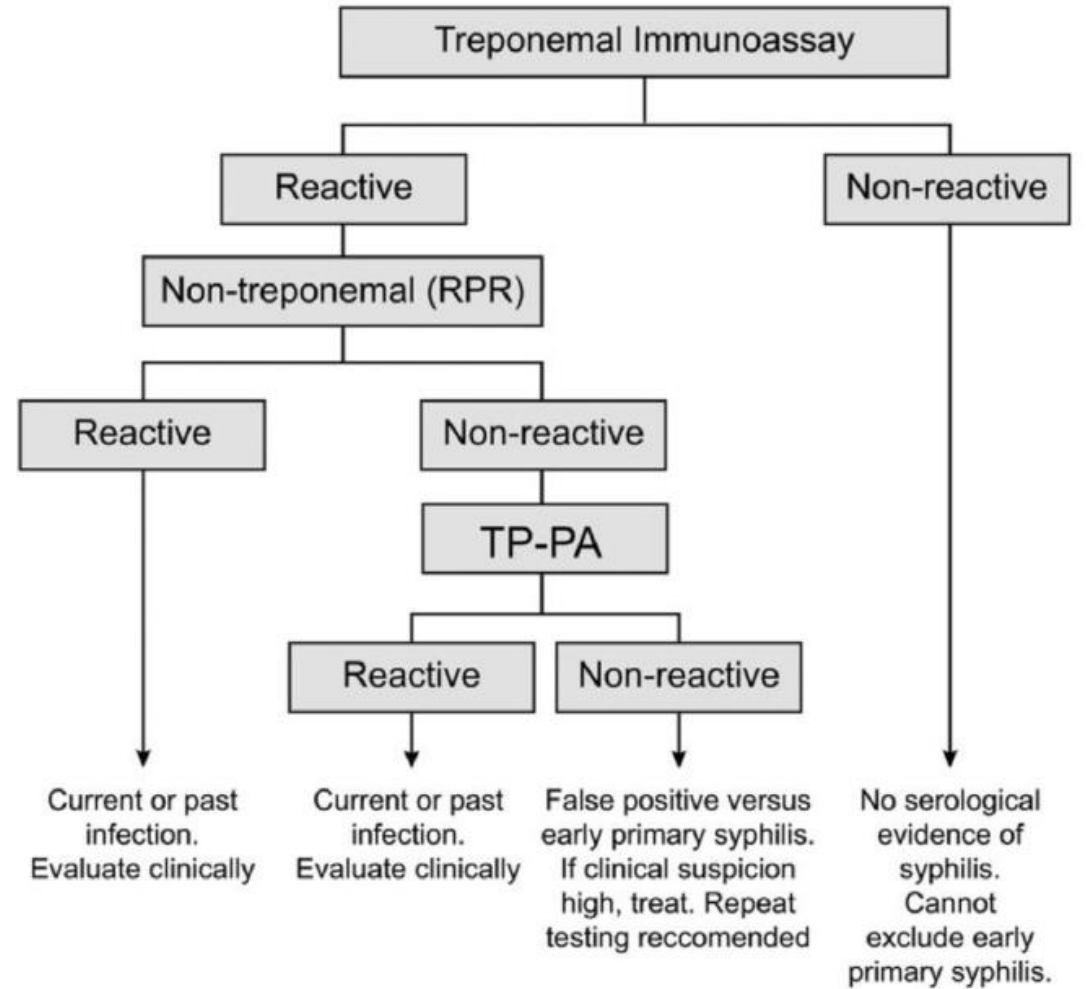 Treponemal Immunoassay
Reactive
Non-reactive
Non-treponemal (RPR)
Reactive
Non-reactive
TP-PA
Reactive
Non-reactive
Current or past
infection.
Evaluate clinically
Current or past
infection.
Evaluate clinically
False positive versus
early primary syphilis.
If clinical suspicion
high, treat. Repeat
testing reccomended
No serological
evidence of
syphilis.
Cannot
exclude early
primary syphilis.